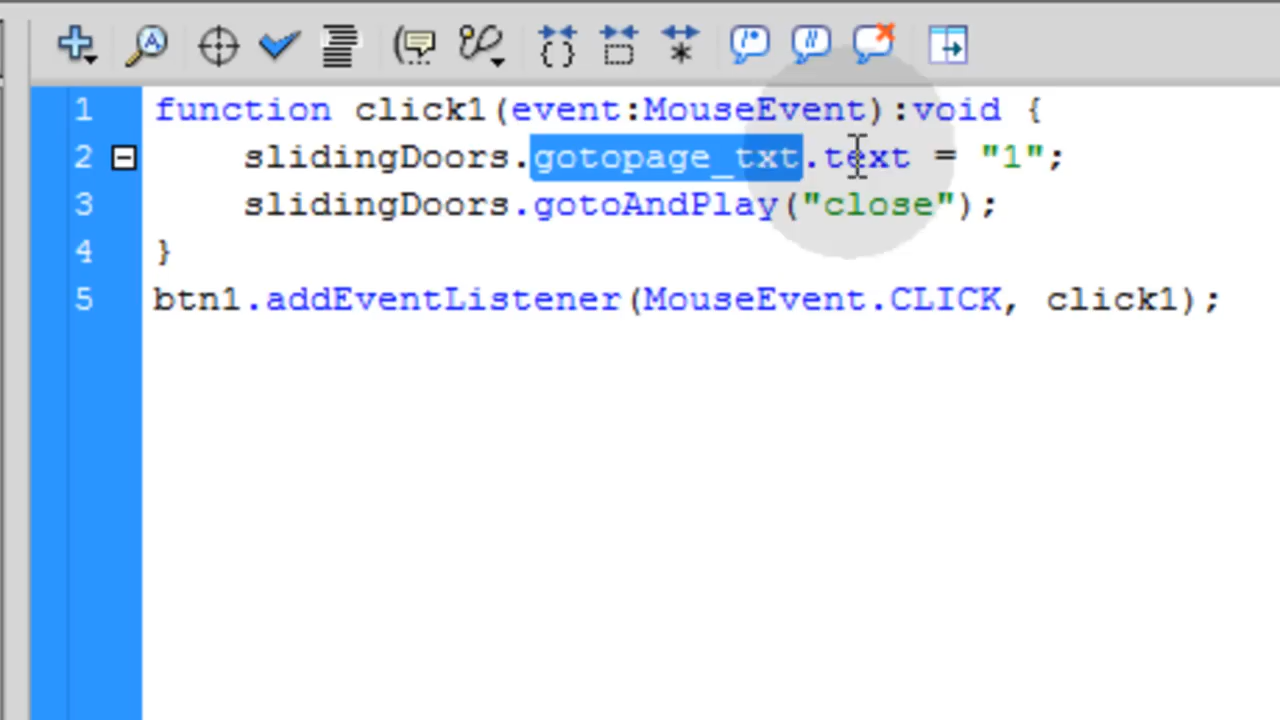 1 function click1(event:MouseEvent):void {
2 slidingDoors.gotopage_txt.text = "1";
3 slidingDoors.gotoAndPlay("close");
4 }
5 btn1.addEventListener(MouseEvent.CLICK, click1);